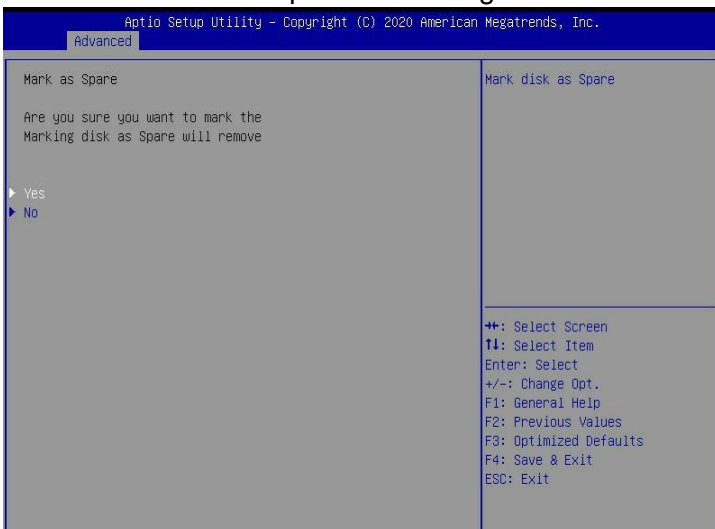 Aptio Setup Utility – Copyright (C) 2020 American Megatrends, Inc.
Advanced
Mark as Spare
Are you sure you want to mark the
Marking disk as Spare will remove
Yes
No
Mark disk as Spare
→←: Select Screen
↑↓: Select Item
Enter: Select
+/-: Change Opt.
F1: General Help
F2: Previous Values
F3: Optimized Defaults
F4: Save & Exit
ESC: Exit